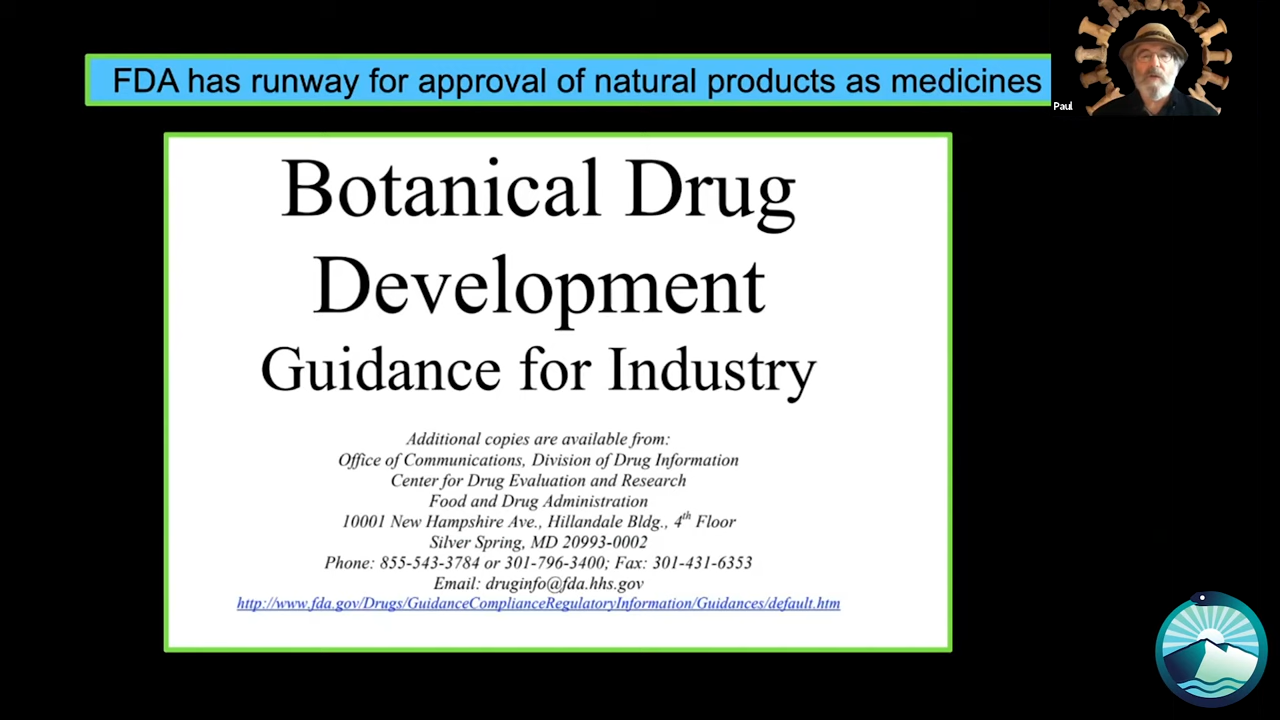 FDA has runway for approval of natural products as medicines
Paul
Botanical Drug
Development
Guidance for Industry
Additional copies are available from:
Office of Communications, Division of Drug Information
Center for Drug Evaluation and Research
Food and Drug Administration
10001 New Hampshire Ave., Hillandale Bldg., 4th Floor
Silver Spring, MD 20993-0002
Phone: 855-543-3784 or 301-796-3400; Fax: 301-431-6353
Email: druginfo@fda.hhs.gov
http://www.fda.gov/Drugs/GuidanceComplianceRegulatoryInformation/Guidances/default.htm